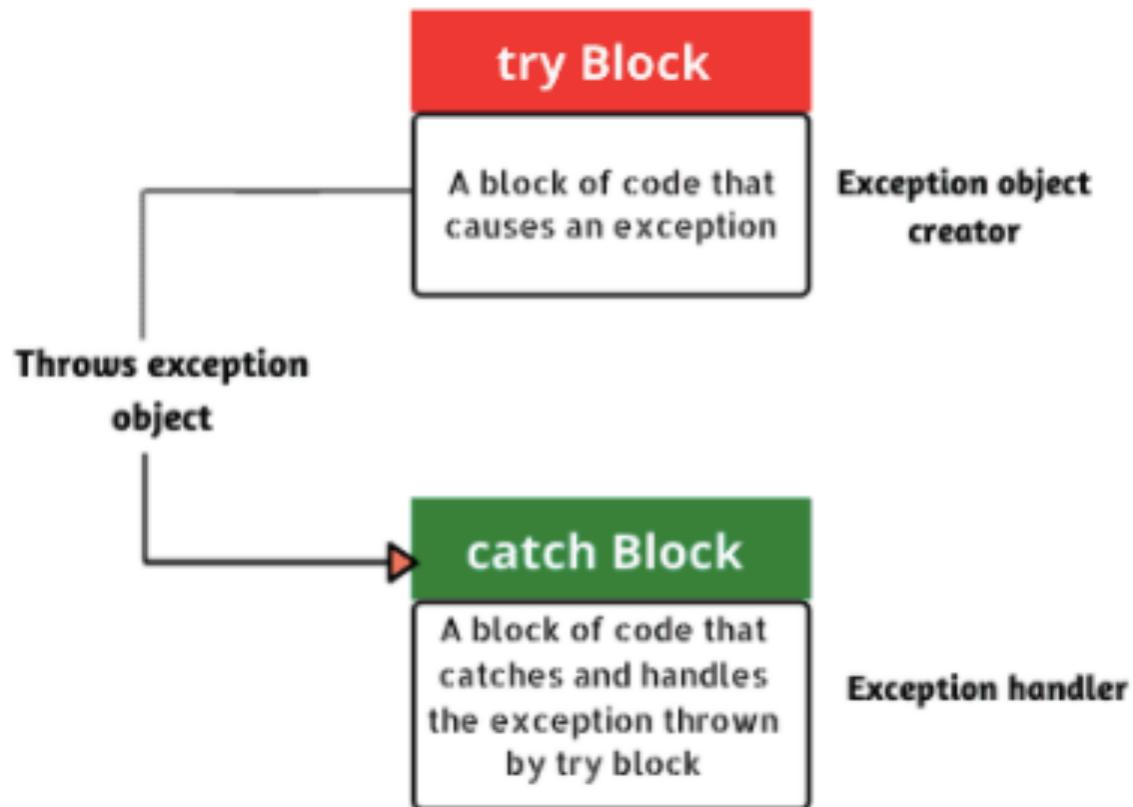 try Block
A block of code that
causes an exception
Exception object
creator
Throws exception
object
catch Block
A block of code that
catches and handles
the exception thrown
by try block
Exception handler